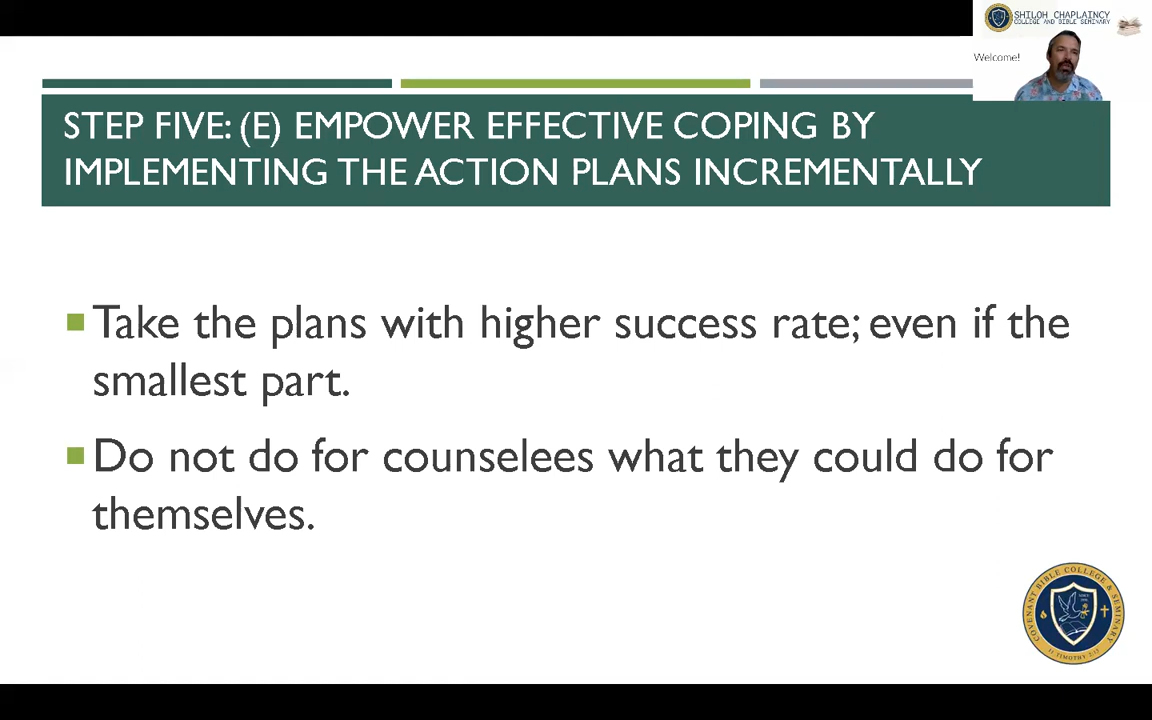 SHILOH CHAPLAINCY
COLLEGE AND BIBLE SEMINARY
Welcome!
STEP FIVE: (E) EMPOWER EFFECTIVE COPING BY
IMPLEMENTING THE ACTION PLANS INCREMENTALLY
Take the plans with higher success rate; even if the
smallest part.
Do not do for counselees what they could do for
themselves.
COVENANT BIBLE COLLEGE & SEMINARY